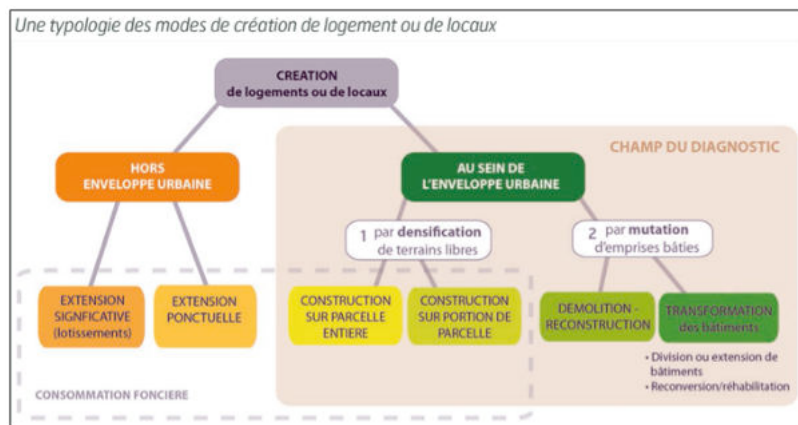 Une typologie des modes de création de logement ou de locaux
CREATION
de logements ou de locaux
CHAMP DU DIAGNOSTIC
HORS
ENVELOPPE URBAINE
AU SEIN DE
L'ENVELOPPE URBAINE
1 par densification
de terrains libres
2 par mutation
d'emprises bâties
EXTENSION
SIGNFICATIVE
(lotissements)
EXTENSION
PONCTUELLE
CONSTRUCTION
SUR PARCELLE
ENTIERE
CONSTRUCTION
SUR PORTION DE
PARCELLE
DEMOLITION -
RECONSTRUCTION
TRANSFORMATION
des bâtiments
• Division ou extension de
bâtiments
• Reconversion/réhabilitation
CONSOMMATION FONCIERE